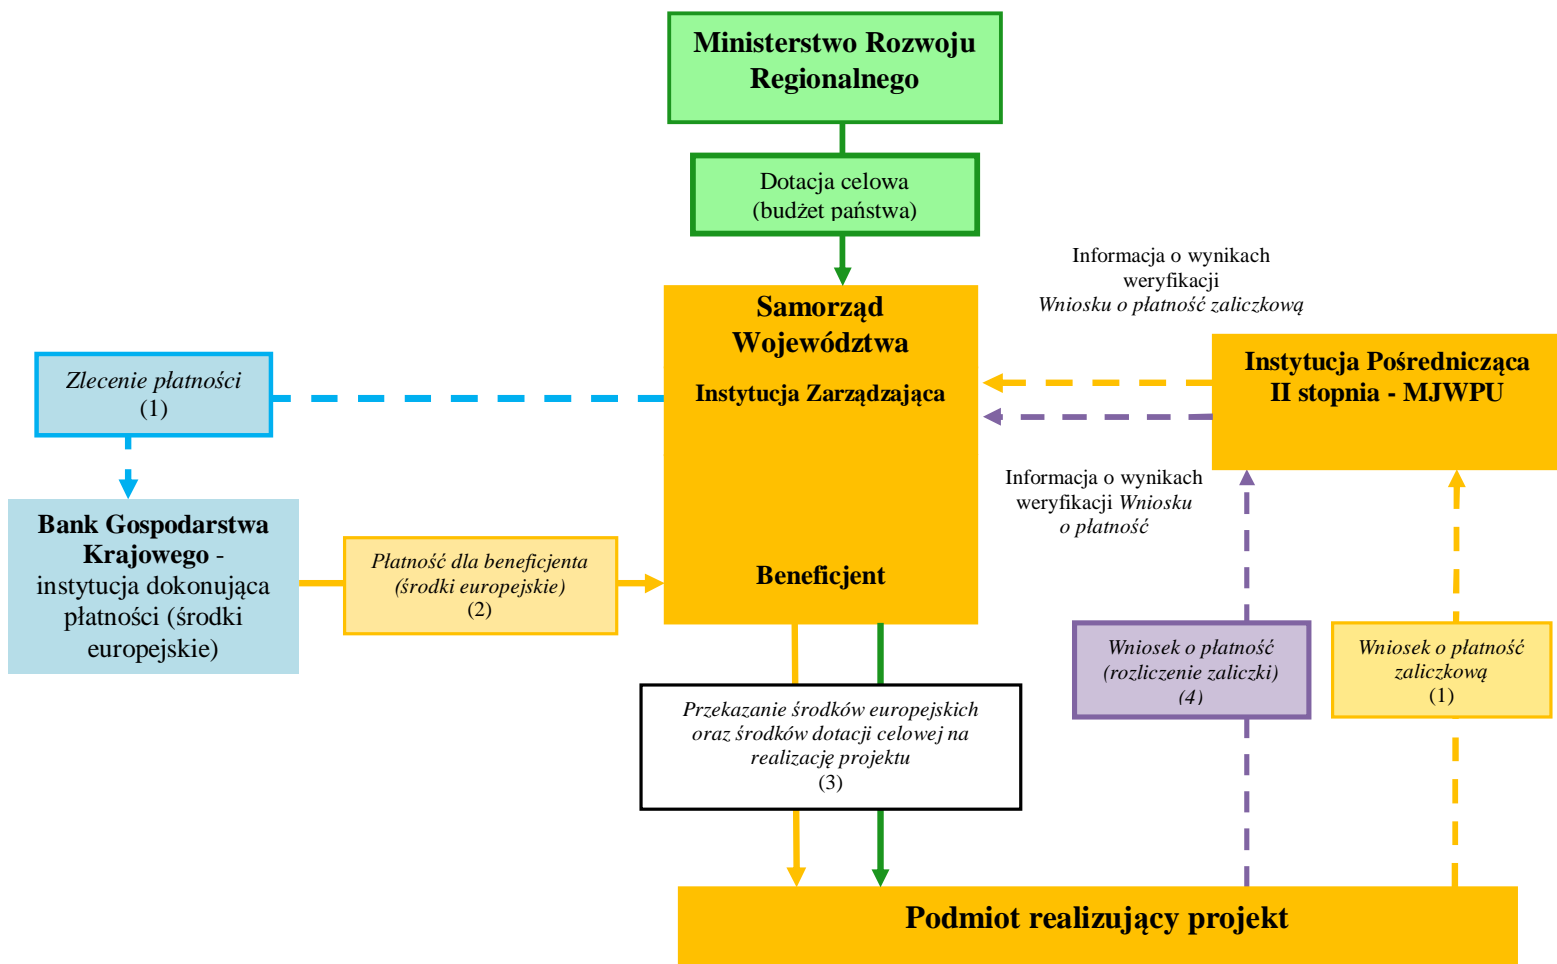 Ministerstwo Rozwoju
Regionalnego
Dotacja celowa
(budżet państwa)
Informacja o wynikach
weryfikacji
Wniosku o płatność zaliczkową
Samorząd
Województwa
Instytucja Zarządzająca
Instytucja Pośrednicząca
II stopnia - MJWPU
Zlecenie płatności
(1)
Informacja o wynikach
weryfikacji Wniosku
o płatność
Bank Gospodarstwa
Krajowego -
instytucja dokonująca
płatności (środki
europejskie)
Płatność dla beneficjenta
(środki europejskie)
(2)
Beneficjent
Wniosek o płatność
(rozliczenie zaliczki)
(4)
Wniosek o płatność
zaliczkową
(1)
Przekazanie środków europejskich
oraz środków dotacji celowej na
realizację projektu
(3)
Podmiot realizujący projekt